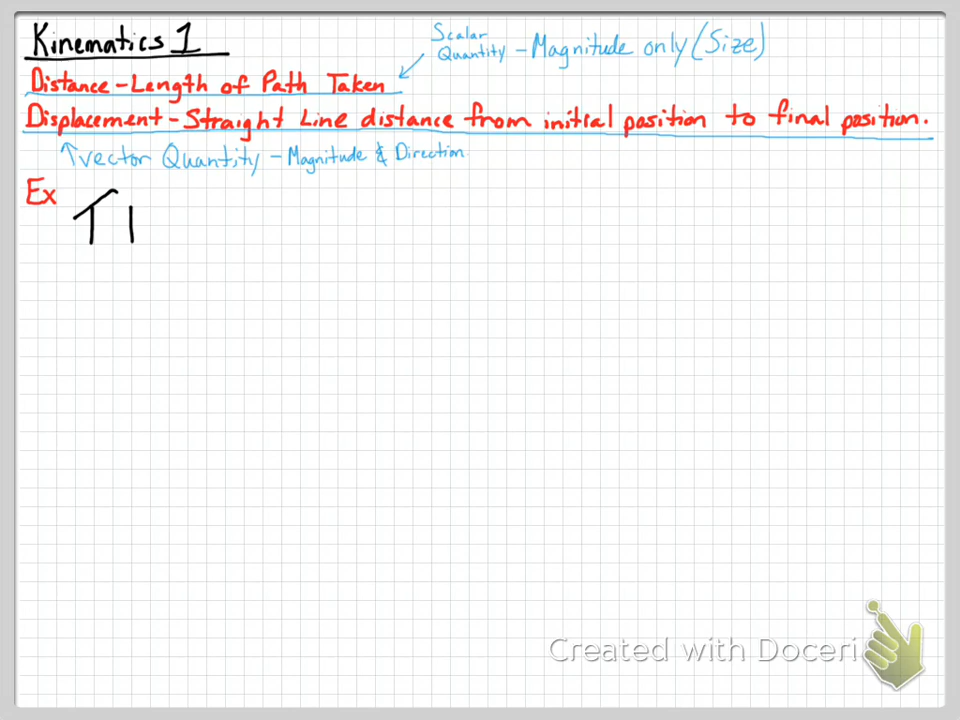 Kinematics 1
Scalar
Quantity - Magnitude only (Size)
Distance - Length of Path Taken
Displacement - Straight Line distance from initial position to final position.
vector Quantity - Magnitude & Direction
Ex
Created with Doceri